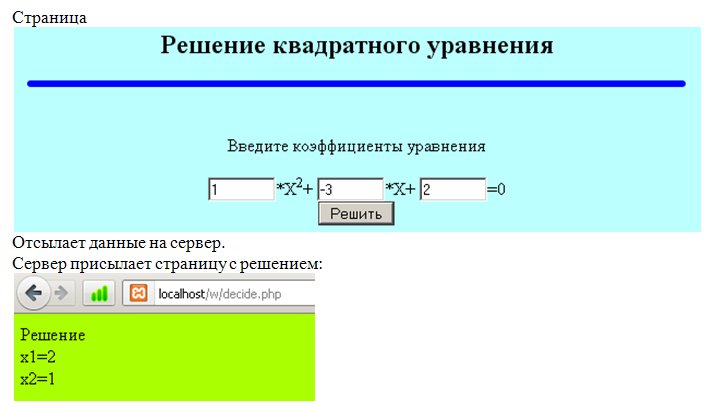 Страница
Решение квадратного уравнения
Введите коэффициенты уравнения
1 *X²+ -3 *X+ 2 =0
Решить
Отсылает данные на сервер.
Сервер присылает страницу с решением:
localhost/w/decide.php
Решение
x1=2
x2=1